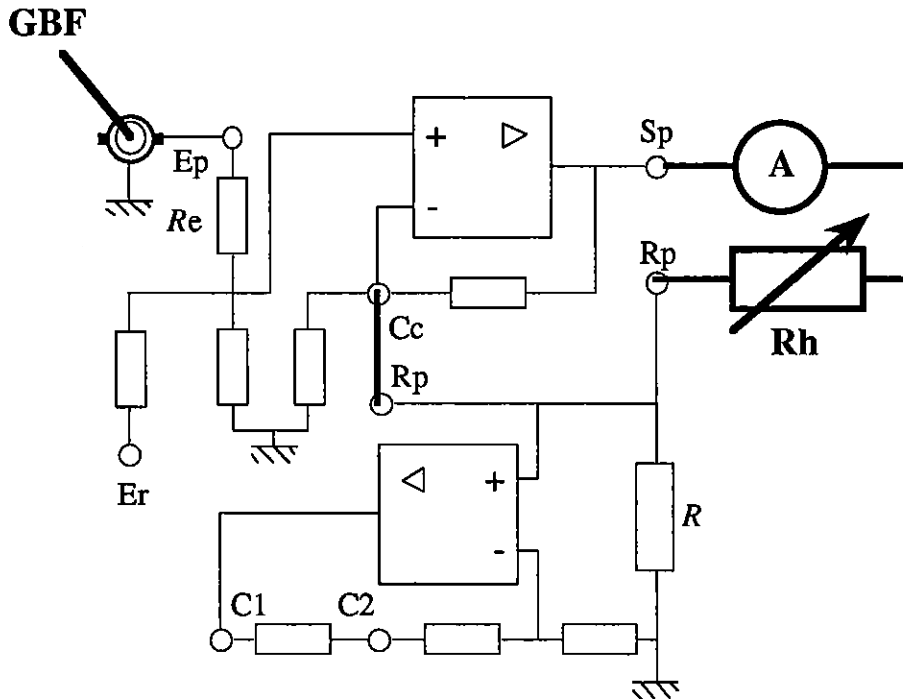 GBF
Ep
Re
+
-
Sp
A
Rp
Rh
Cc
Rp
Er
+
-
R
C1
C2